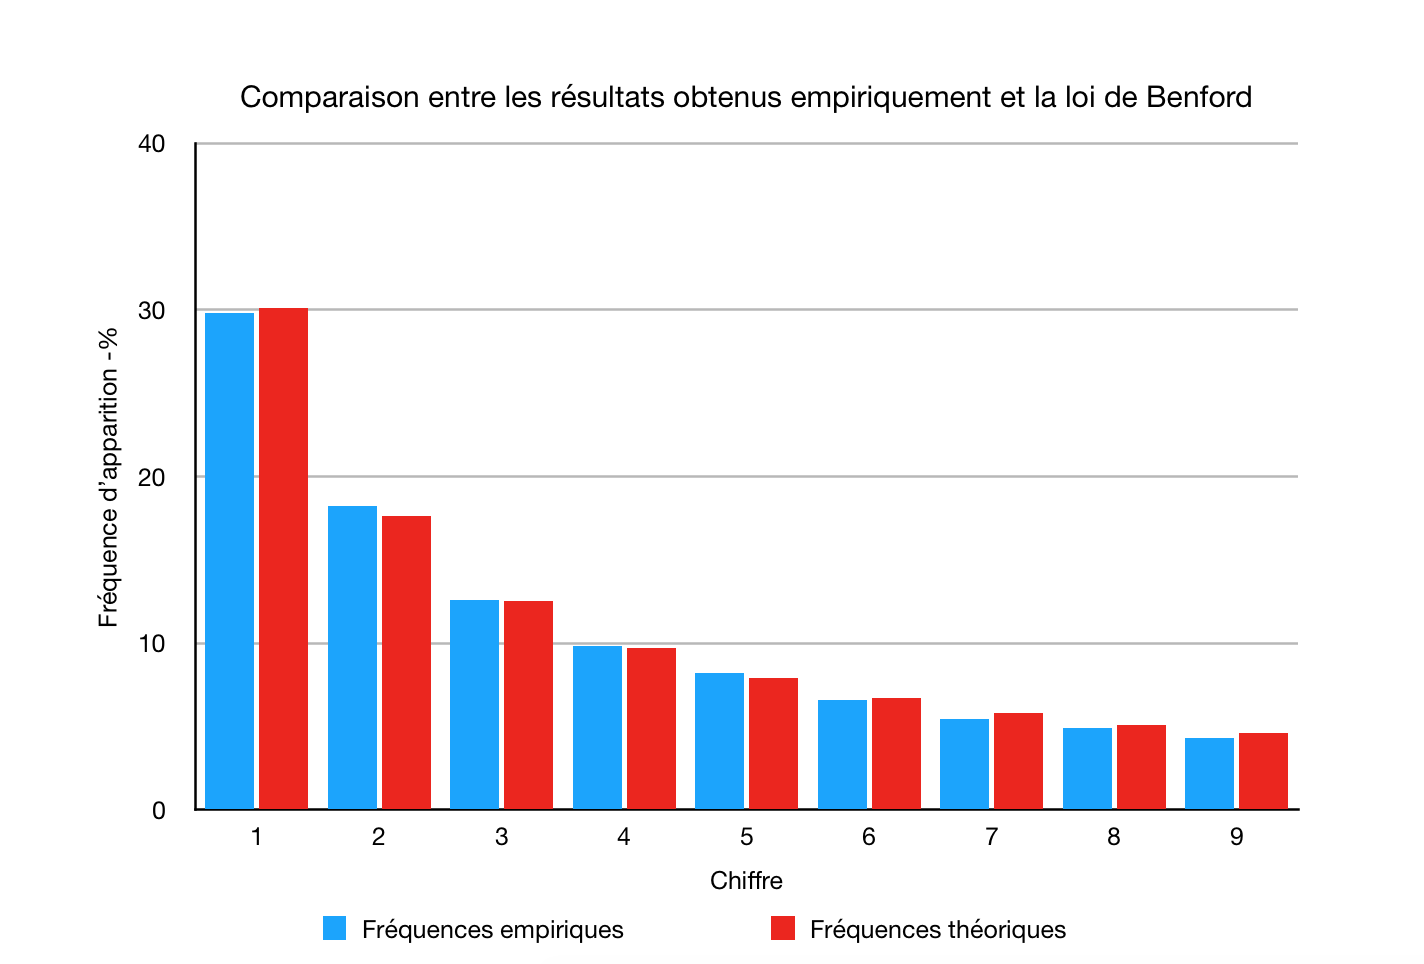 Comparaison entre les résultats obtenus empiriquement et la loi de Benford
40
30
20
10
0
Fréquence d’apparition -%
1 2 3 4 5 6 7 8 9
Chiffre
Fréquences empiriques Fréquences théoriques